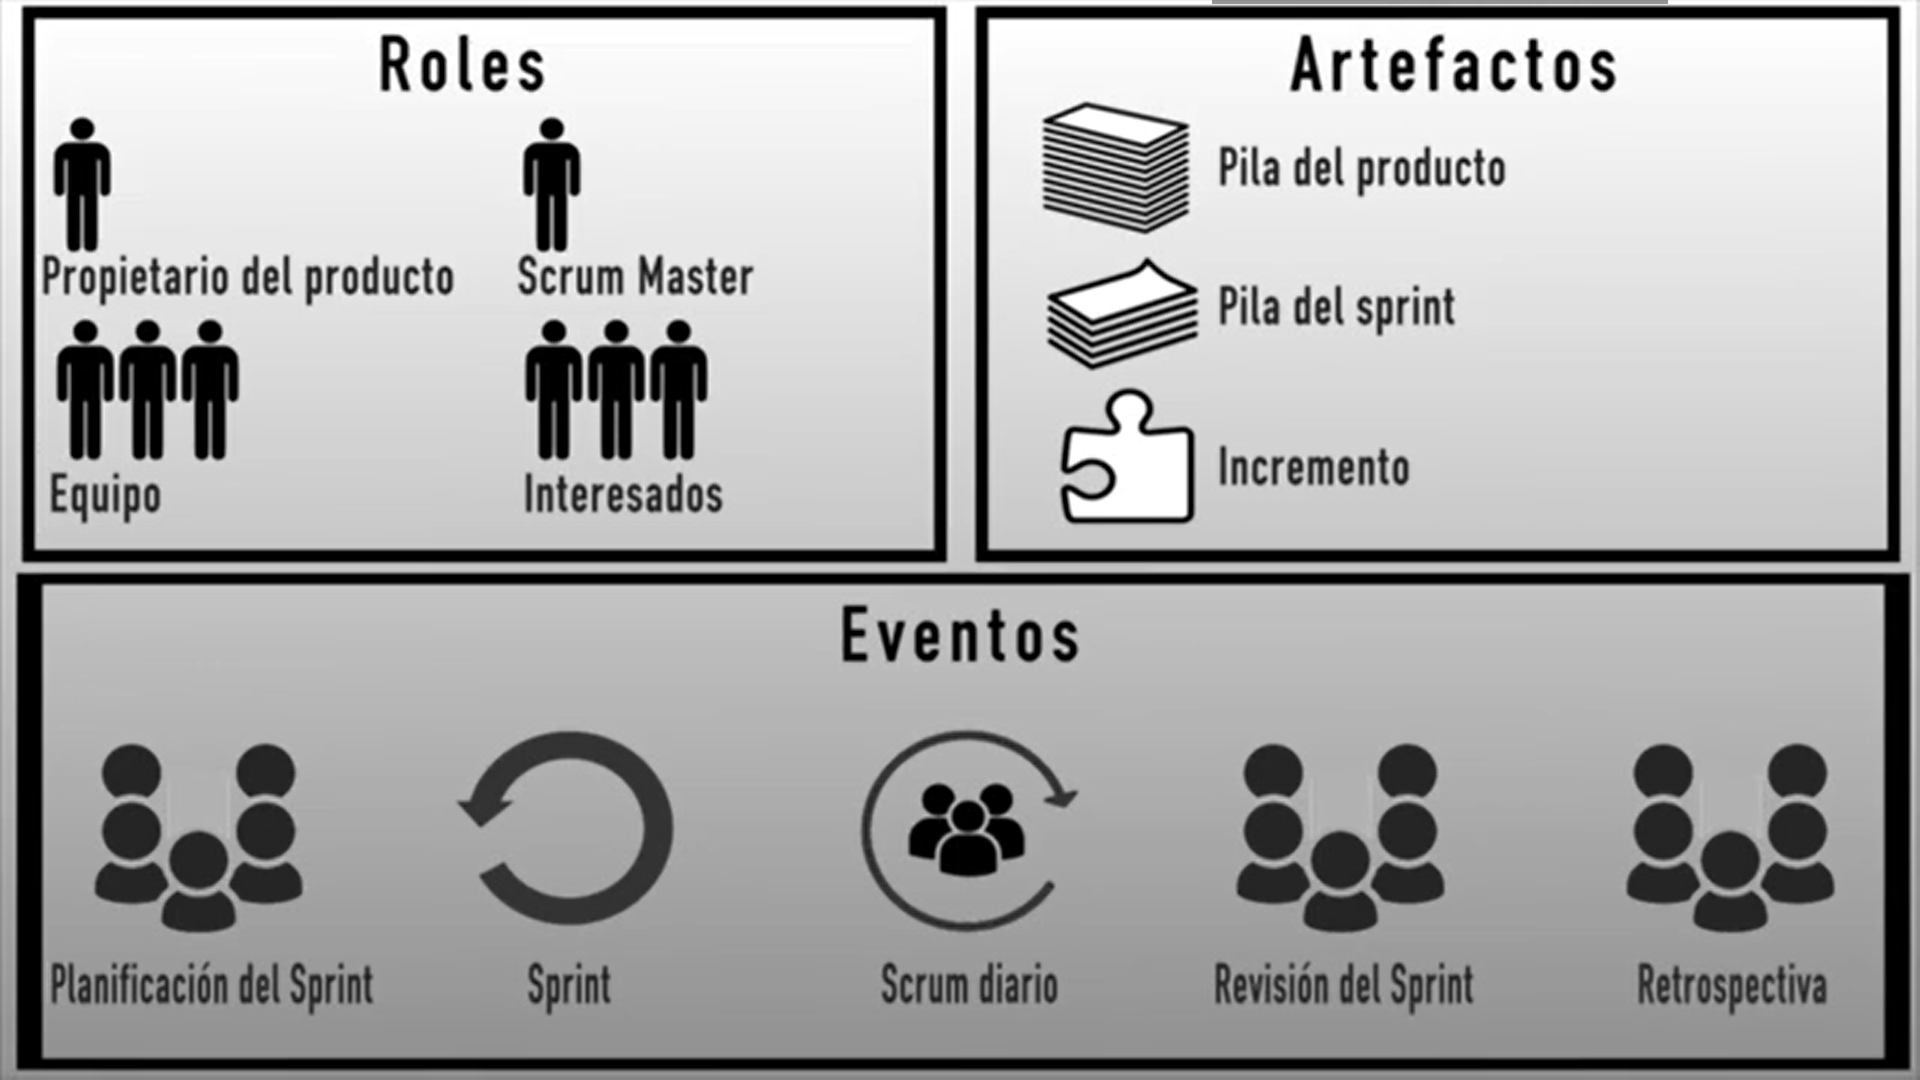 Roles
Propietario del producto
Scrum Master
Equipo
Interesados
Artefactos
Pila del producto
Pila del sprint
Incremento
Eventos
Planificación del Sprint
Sprint
Scrum diario
Revisión del Sprint
Retrospectiva